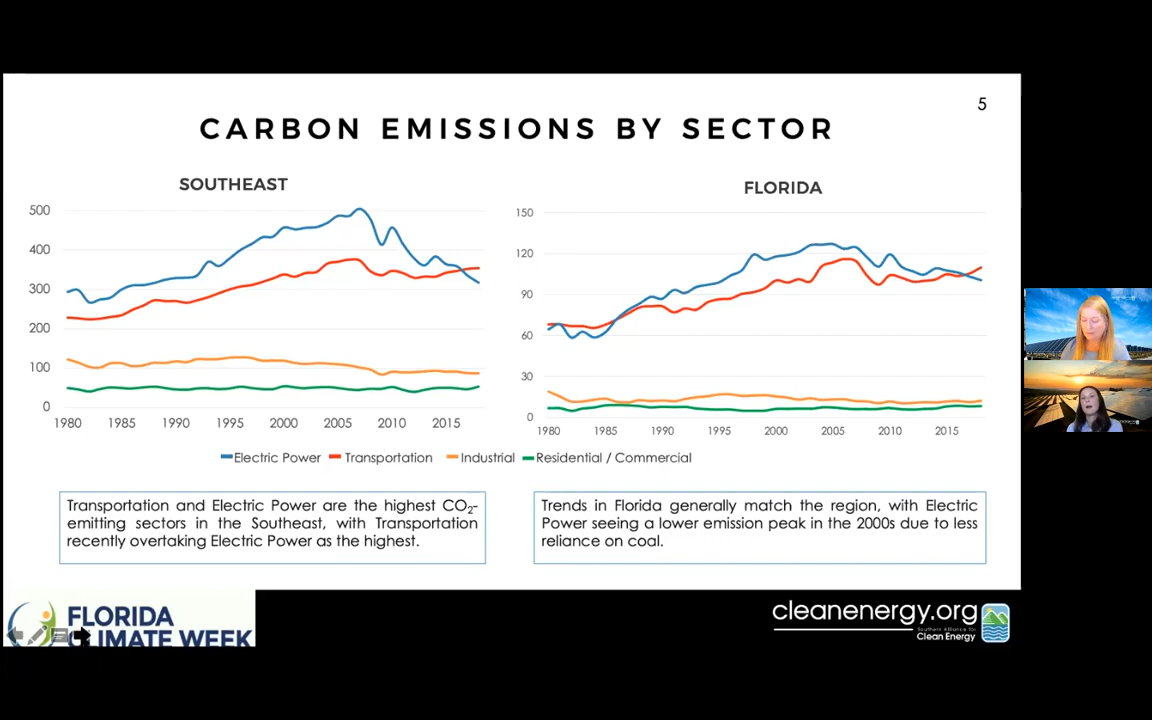 5
CARBON EMISSIONS BY SECTOR
SOUTHEAST
500
400
300
200
100
0
1980 1985 1990 1995 2000 2005 2010 2015
FLORIDA
150
120
90
60
30
0
1980 1985 1990 1995 2000 2005 2010 2015
Electric Power Transportation Industrial Residential / Commercial
Transportation and Electric Power are the highest CO₂-
emitting sectors in the Southeast, with Transportation
recently overtaking Electric Power as the highest.
Trends in Florida generally match the region, with Electric
Power seeing a lower emission peak in the 2000s due to less
reliance on coal.
FLORIDA
CLIMATE WEEK
cleanenergy.org
Southern Alliance for
Clean Energy